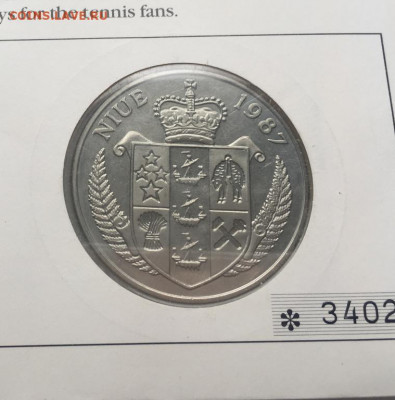 ys for the tennis fans.
COINS.LAVE.RU
NIUE 1987
* 3402